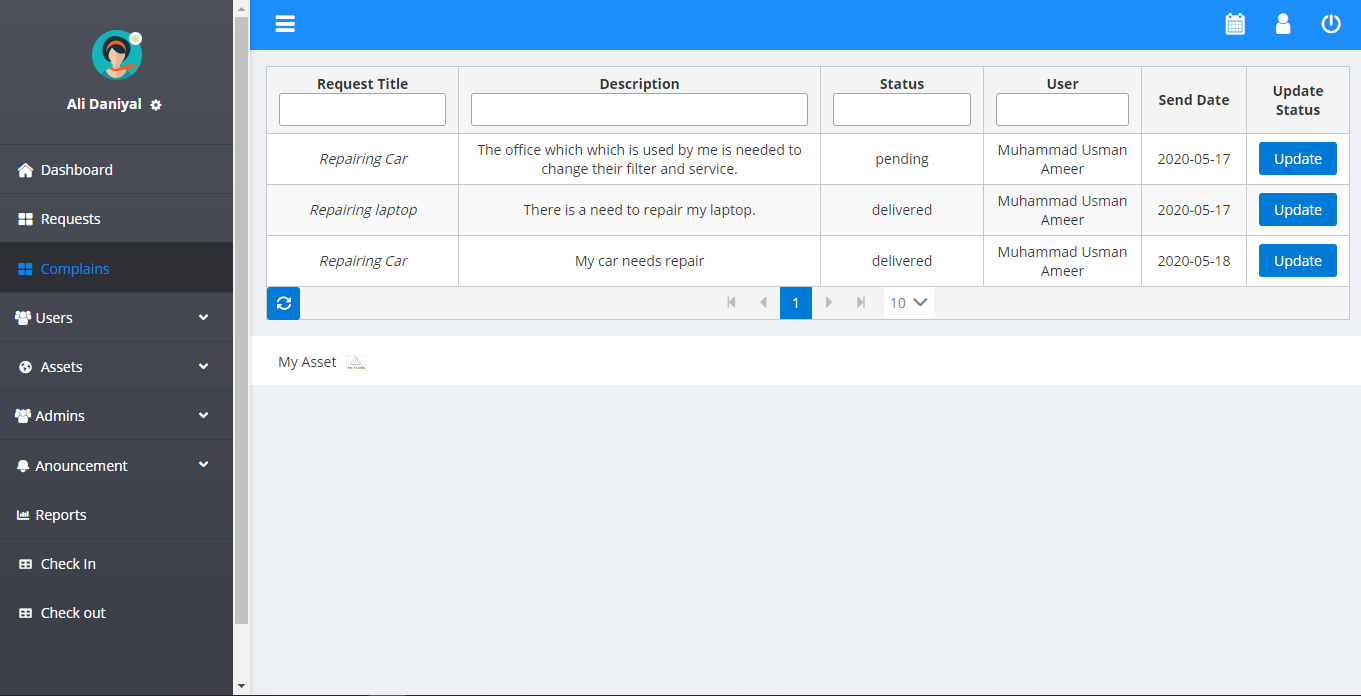 Ali Daniyal
Dashboard
Requests
Complains
Users
Assets
Admins
Anouncement
Reports
Check In
Check out
Request Title Description Status User Send Date Update
Status
Repairing Car The office which which is used by me is needed to
change their filter and service. pending Muhammad Usman
Ameer 2020-05-17 Update
Repairing laptop There is a need to repair my laptop. delivered Muhammad Usman
Ameer 2020-05-17 Update
Repairing Car My car needs repair delivered Muhammad Usman
Ameer 2020-05-18 Update
1 10
My Asset